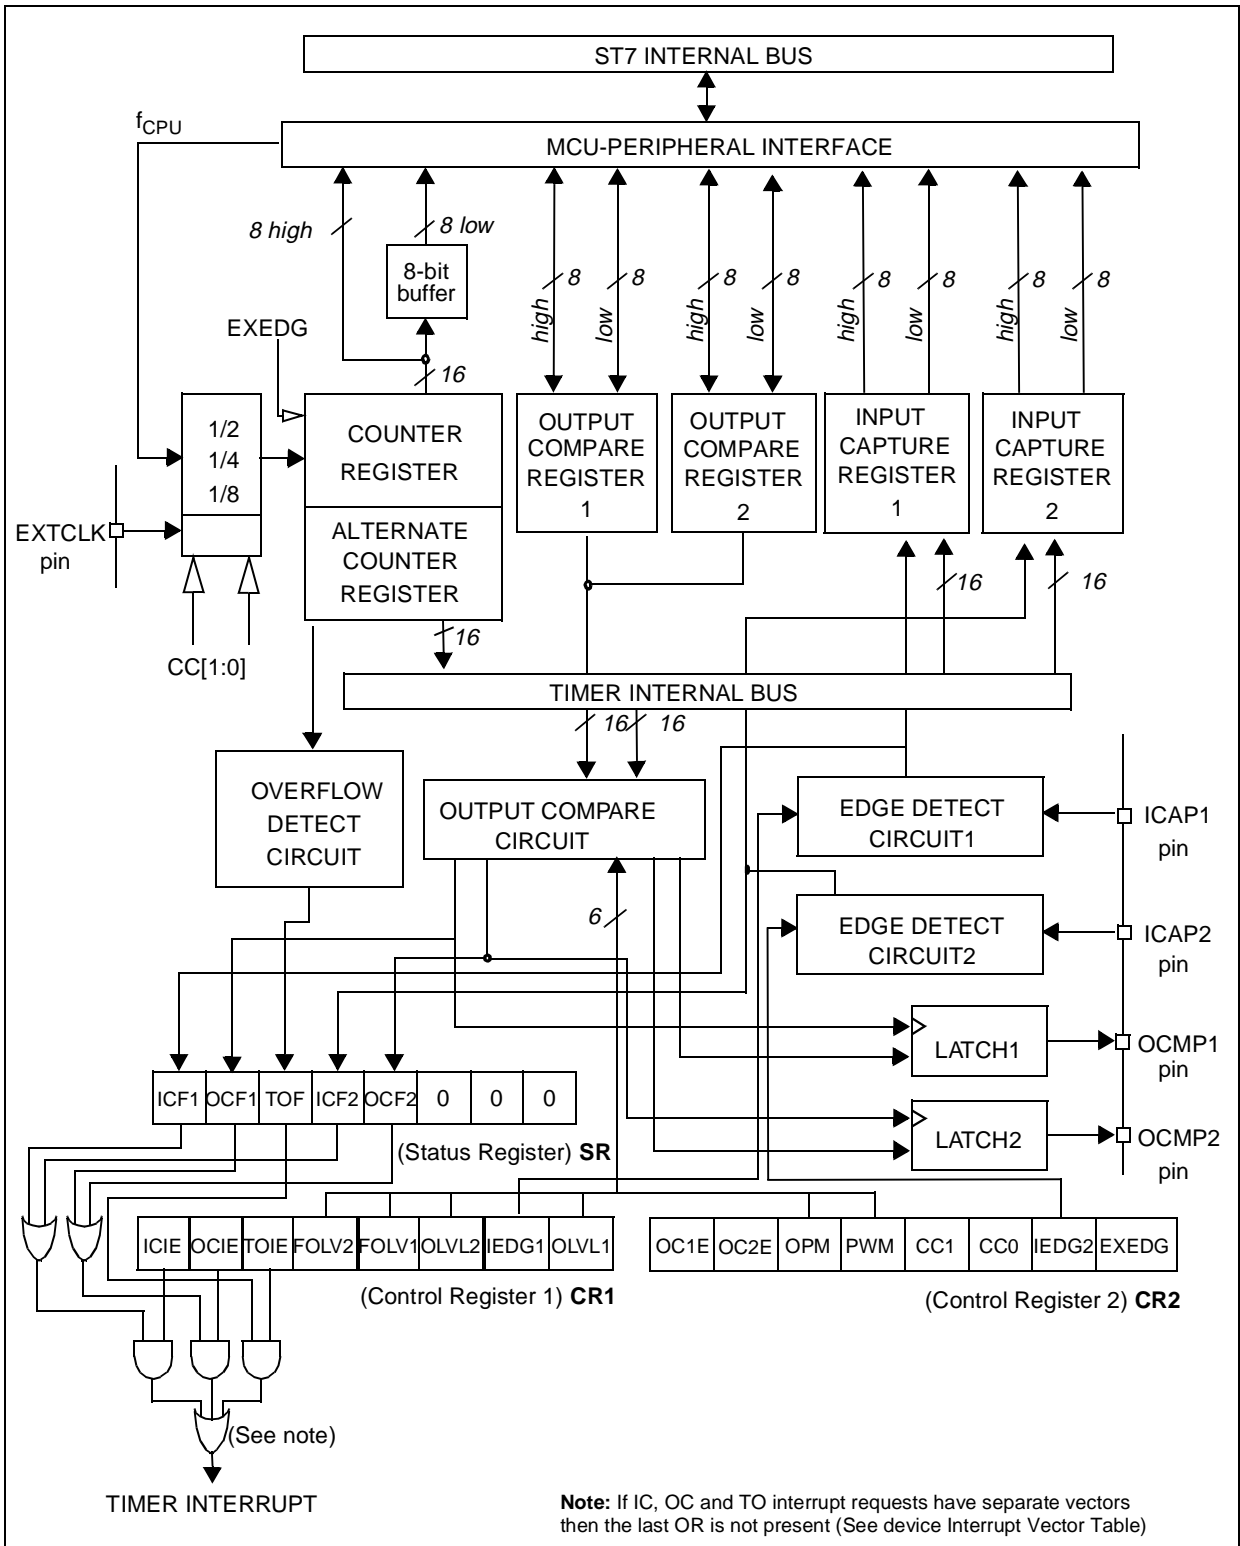 ST7 INTERNAL BUS
fCPU
MCU-PERIPHERAL INTERFACE
8 high
8 low
8-bit
buffer
EXEDG
16
high
8
low
8
high
8
low
8
high
8
low
8
high
8
low
8
1/2
1/4
1/8
COUNTER
REGISTER
ALTERNATE
COUNTER
REGISTER
OUTPUT
COMPARE
REGISTER
1
OUTPUT
COMPARE
REGISTER
2
INPUT
CAPTURE
REGISTER
1
INPUT
CAPTURE
REGISTER
2
EXTCLK
pin
CC[1:0]
16
16
16
TIMER INTERNAL BUS
16
16
OVERFLOW
DETECT
CIRCUIT
OUTPUT COMPARE
CIRCUIT
EDGE DETECT
CIRCUIT1
ICAP1
pin
6
EDGE DETECT
CIRCUIT2
ICAP2
pin
LATCH1
OCMP1
pin
LATCH2
OCMP2
pin
ICF1 OCF1 TOF ICF2 OCF2 0 0 0
(Status Register) SR
ICIE OCIE TOIE FOLV2 FOLV1 OLVL2 IEDG1 OLVL1
(Control Register 1) CR1
OC1E OC2E OPM PWM CC1 CC0 IEDG2 EXEDG
(Control Register 2) CR2
(See note)
TIMER INTERRUPT
Note: If IC, OC and TO interrupt requests have separate vectors
then the last OR is not present (See device Interrupt Vector Table)